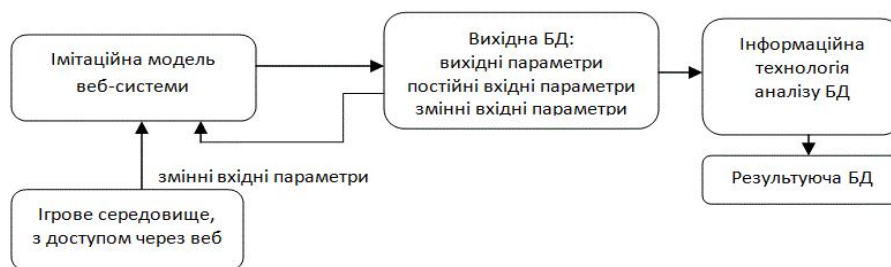 Імітаційна модель
веб-системи
Вихідна БД:
вихідні параметри
постійні вхідні параметри
змінні вхідні параметри
Інформаційна
технологія
аналізу БД
змінні вхідні параметри
Результуюча БД
Ігрове середовище,
з доступом через веб